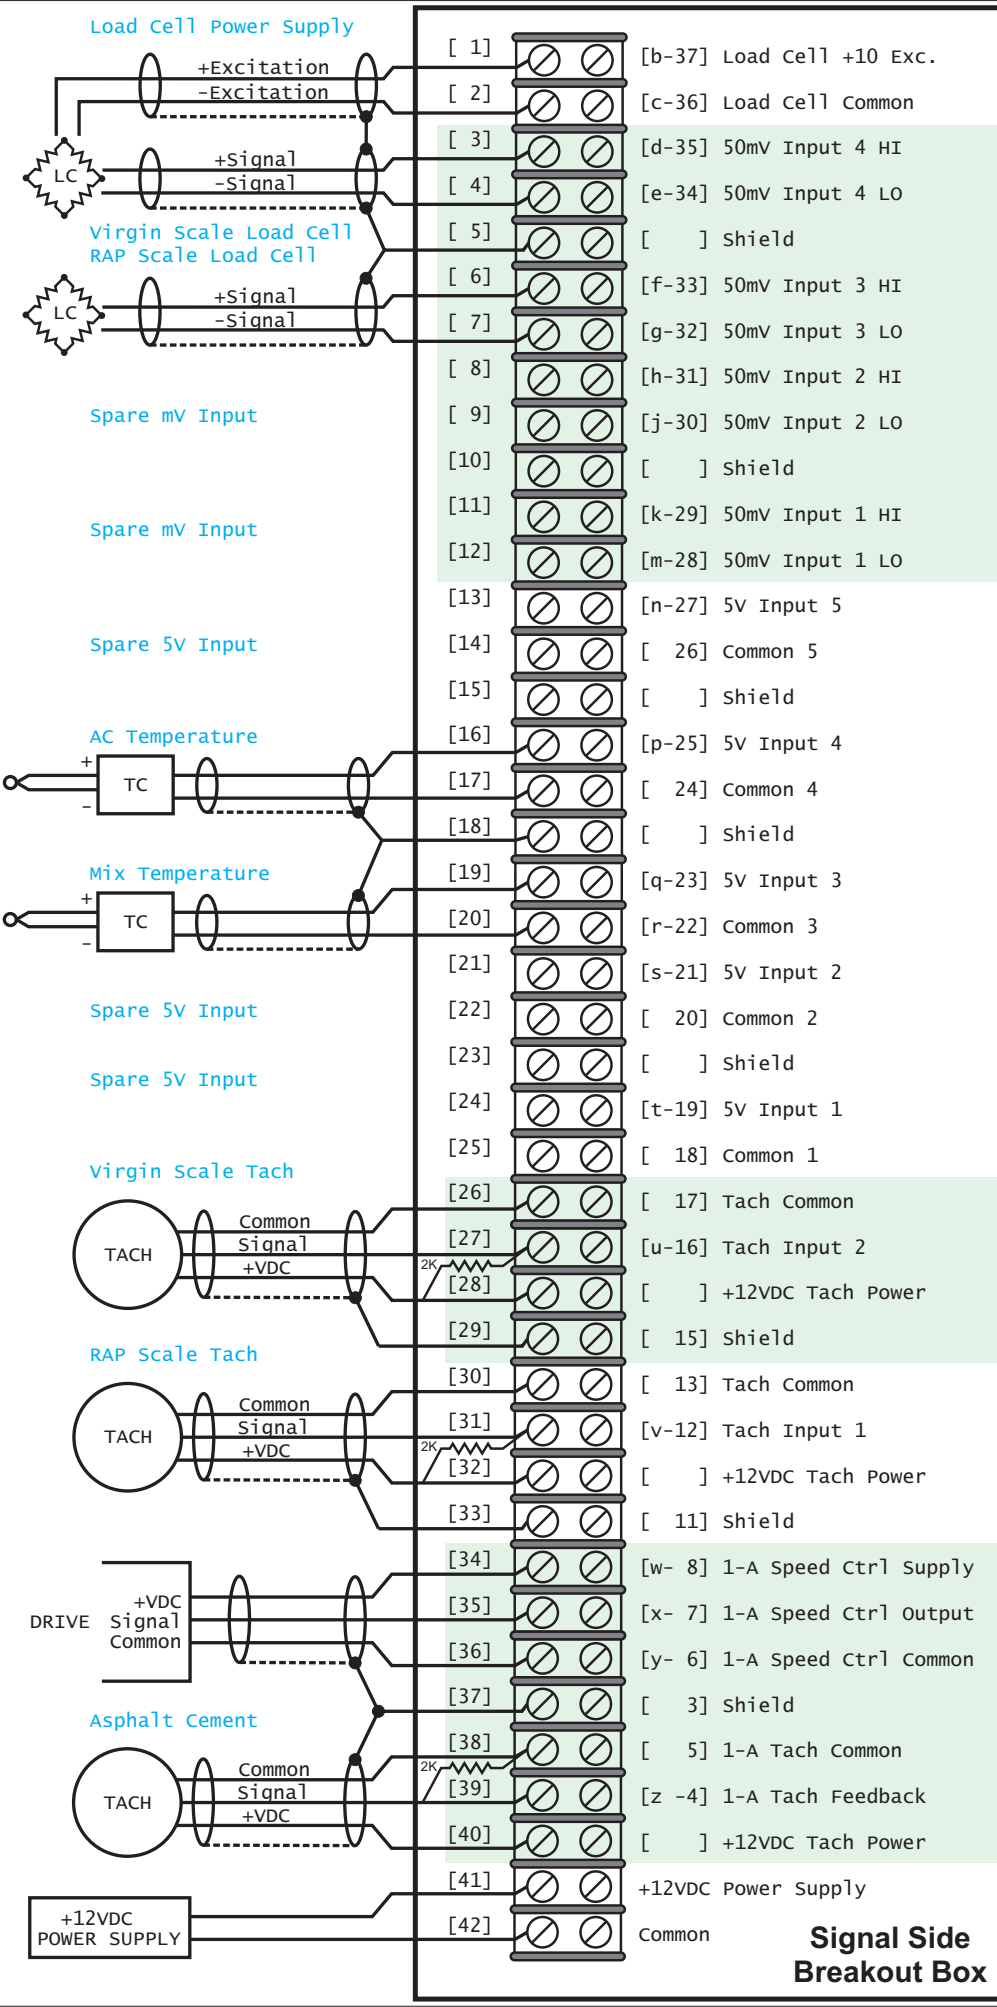 Load Cell Power Supply
[ 1] [b-37] Load Cell +10 Exc.
+Excitation
[ 2] [c-36] Load Cell Common
-Excitation
[ 3] [d-35] 50mV Input 4 HI
+Signal
LC
-Signal
[ 4] [e-34] 50mV Input 4 LO
Virgin Scale Load Cell
[ 5] [ ] Shield
RAP Scale Load Cell
[ 6] [f-33] 50mV Input 3 HI
+Signal
LC
-Signal
[ 7] [g-32] 50mV Input 3 LO
[ 8] [h-31] 50mV Input 2 HI
Spare mV Input
[ 9] [j-30] 50mV Input 2 LO
[10] [ ] Shield
[11] [k-29] 50mV Input 1 HI
Spare mV Input
[12] [m-28] 50mV Input 1 LO
[13] [n-27] 5V Input 5
Spare 5V Input
[14] [ 26] Common 5
[15] [ ] Shield
AC Temperature
[16] [p-25] 5V Input 4
+
TC
-
[17] [ 24] Common 4
[18] [ ] Shield
Mix Temperature
[19] [q-23] 5V Input 3
+
TC
-
[20] [r-22] Common 3
[21] [s-21] 5V Input 2
Spare 5V Input
[22] [ 20] Common 2
[23] [ ] Shield
Spare 5V Input
[24] [t-19] 5V Input 1
[25] [ 18] Common 1
Virgin Scale Tach
[26] [ 17] Tach Common
Common
TACH
Signal
[27] [u-16] Tach Input 2
+VDC
2K
[28] [ ] +12VDC Tach Power
[29] [ 15] Shield
RAP Scale Tach
[30] [ 13] Tach Common
Common
TACH
Signal
[31] [v-12] Tach Input 1
+VDC
2K
[32] [ ] +12VDC Tach Power
[33] [ 11] Shield
[34] [w- 8] 1-A Speed Ctrl Supply
+VDC
DRIVE Signal
[35] [x- 7] 1-A Speed Ctrl Output
Common
[36] [y- 6] 1-A Speed Ctrl Common
[37] [ 3] Shield
Asphalt Cement
[38] [ 5] 1-A Tach Common
Common
2K
TACH
Signal
[39] [z -4] 1-A Tach Feedback
+VDC
[40] [ ] +12VDC Tach Power
[41] +12VDC Power Supply
+12VDC
POWER SUPPLY
[42] Common
Signal Side
Breakout Box